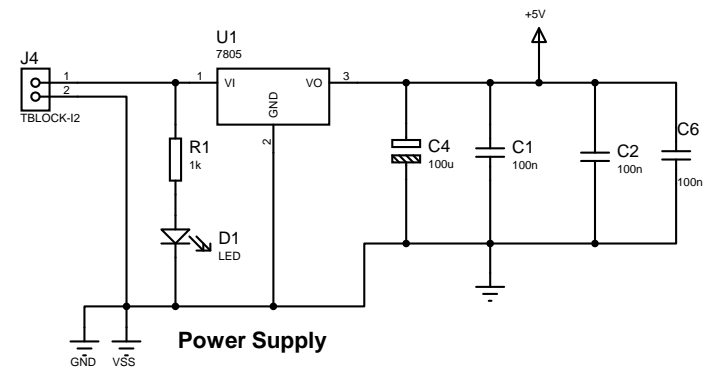 +5V
U1
7805
J4
1
2
TBLOCK-I2
1
VI
VO
3
GND
2
R1
1k
C4
100u
C1
100n
C2
100n
C6
100n
D1
LED
Power Supply
GND
VSS